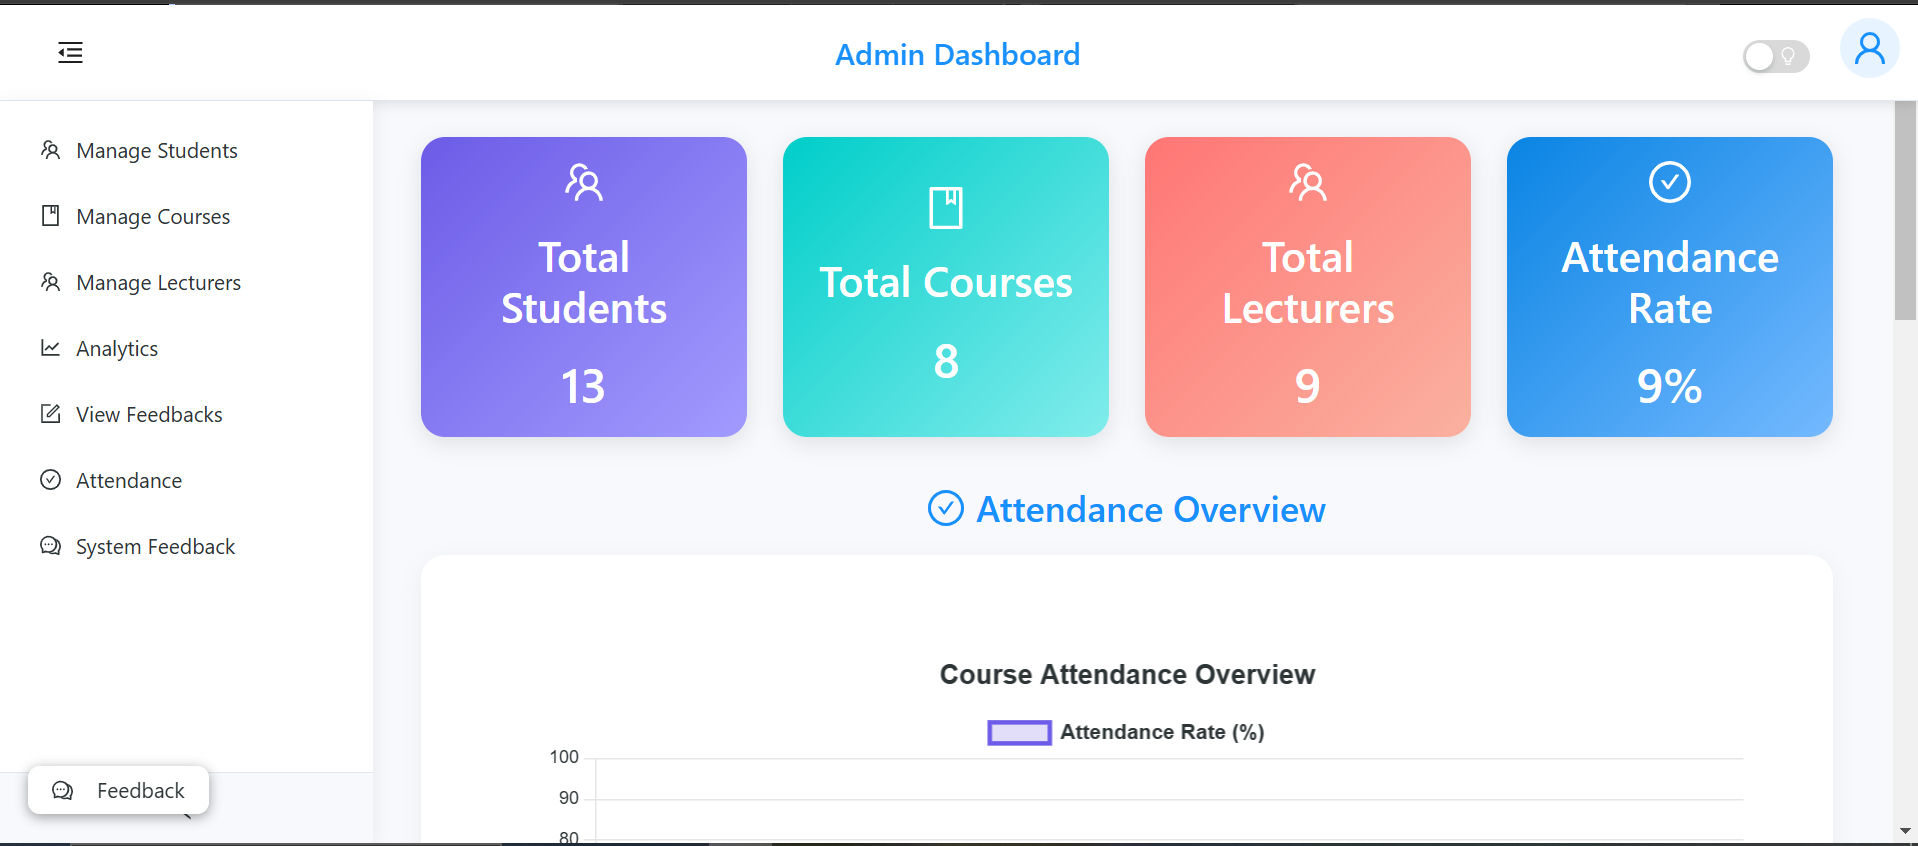 Admin Dashboard
Manage Students
Manage Courses
Manage Lecturers
Analytics
View Feedbacks
Attendance
System Feedback
Feedback
Total
Students
13
Total Courses
8
Total
Lecturers
9
Attendance
Rate
9%
Attendance Overview
Course Attendance Overview
Attendance Rate (%)
100
90
80